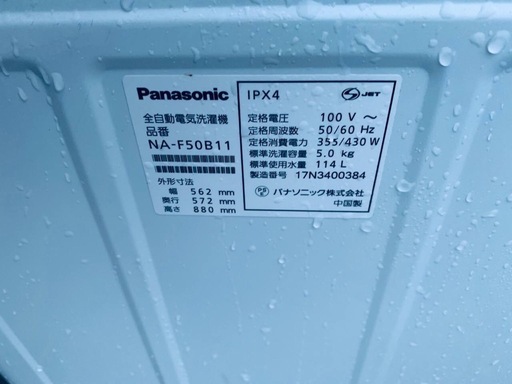 Panasonic
全自動電気洗濯機
品番
NA-F50B11
外形寸法
幅 562 mm
奥行 572 mm
高さ 880 mm
IPX4
S JET
定格電圧 100 V ～
定格周波数 50/60 Hz
定格消費電力 355/430 W
標準洗濯容量 5.0 kg
標準使用水量 114 L
製造番号 17N3400384
パナソニック株式会社
中国製